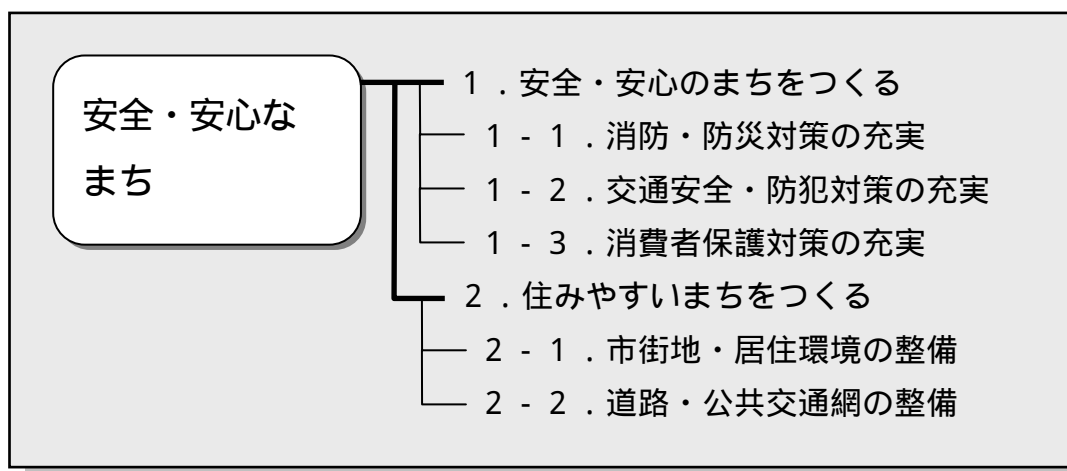 安全・安心な
まち
1．安全・安心のまちをつくる
1-1．消防・防災対策の充実
1-2．交通安全・防犯対策の充実
1-3．消費者保護対策の充実
2．住みやすいまちをつくる
2-1．市街地・居住環境の整備
2-2．道路・公共交通網の整備